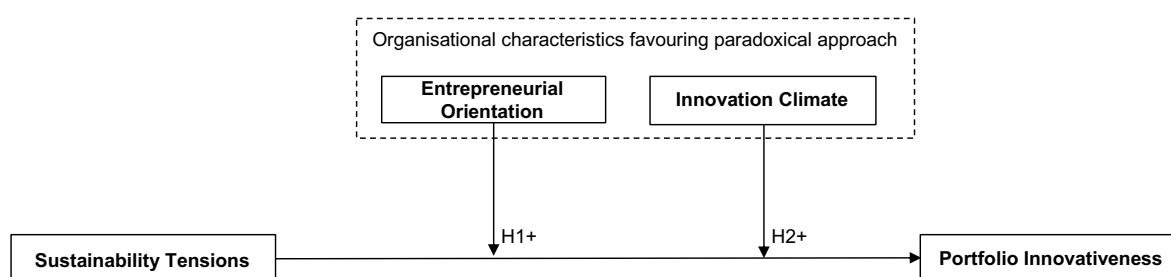 Organisational characteristics favouring paradoxical approach
Entrepreneurial
Orientation
Innovation Climate
H1+
H2+
Sustainability Tensions
Portfolio Innovativeness